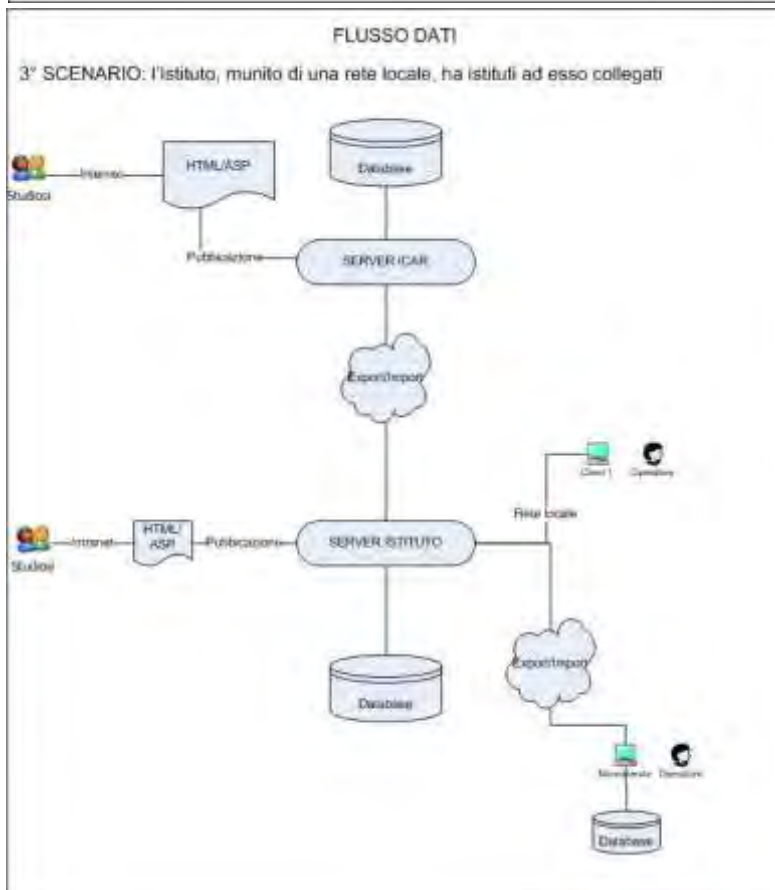 FLUSSO DATI
3° SCENARIO: l'Istituto, munito di una rete locale, ha istituti ad esso collegati
HTML/ASP
Database
Internet
Studiosi
Pubblicazione
SERVER ICAR
Export/Import
Client 1
Operatore
Rete locale
HTML/
ASP
Intranet
Pubblicazione
SERVER ISTITUTO
Studiosi
Export/Import
Database
Operatore
Database